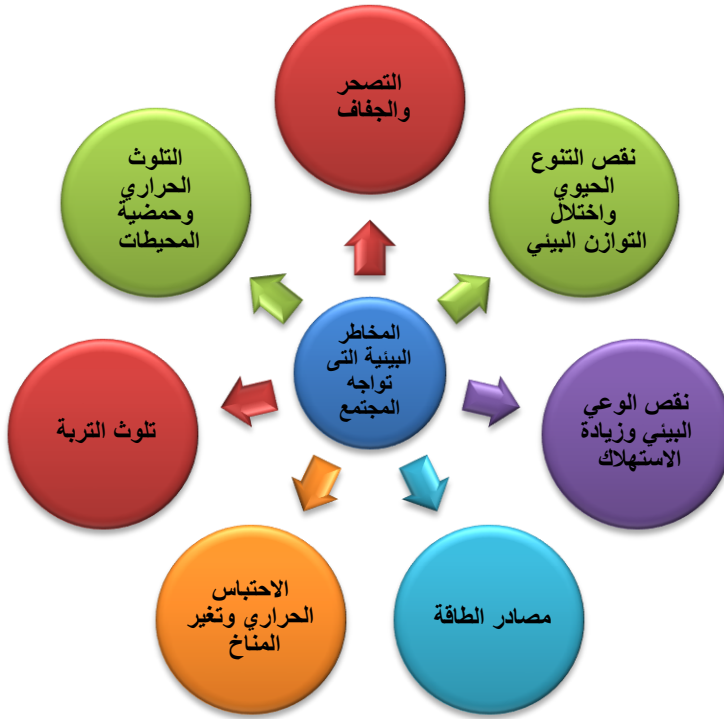 التصحر
والجفاف
نقص التنوع
الحيوي
واختلال
التوازن البيئي
نقص الوعي
البيئي وزيادة
الاستهلاك
مصادر الطاقة
الاحتباس
الحراري وتغير
المناخ
تلوث التربة
التلوث
الحراري
وحمضية
المحيطات
المخاطر
البيئية التى
تواجه
المجتمع